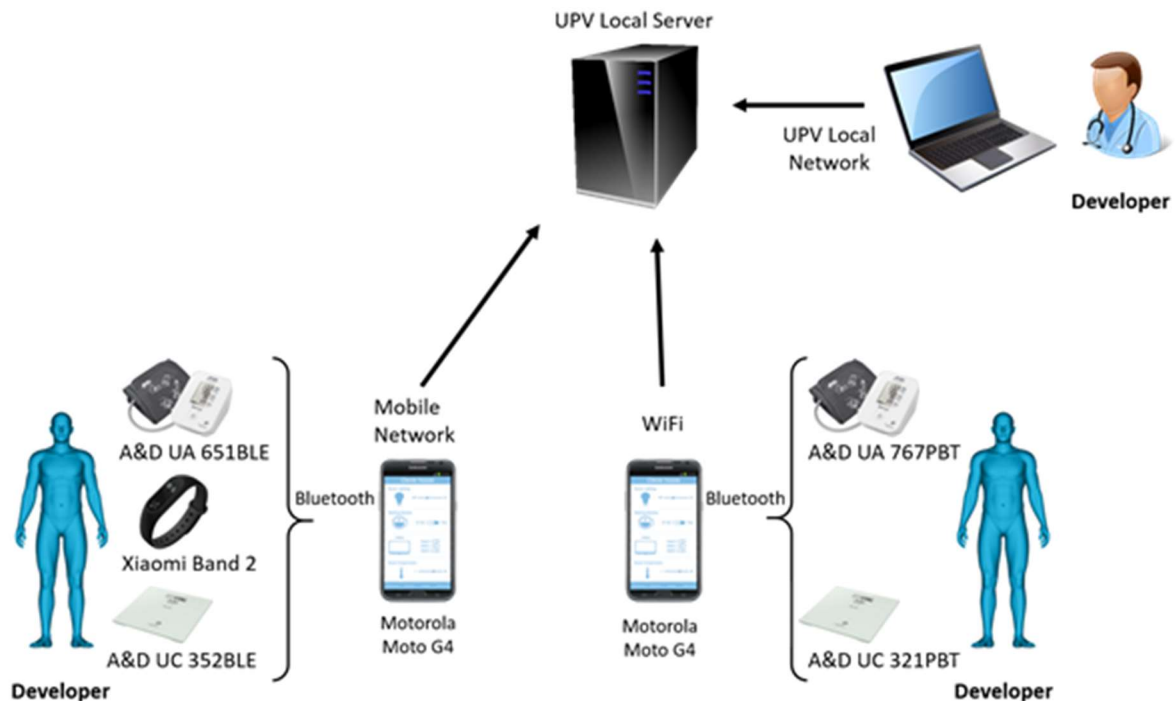 UPV Local Server
UPV Local
Network
Developer
Mobile
Network
WiFi
A&D UA 651BLE
A&D UA 767PBT
Bluetooth
Bluetooth
Xiaomi Band 2
Motorola
Moto G4
Motorola
Moto G4
A&D UC 352BLE
A&D UC 321PBT
Developer
Developer